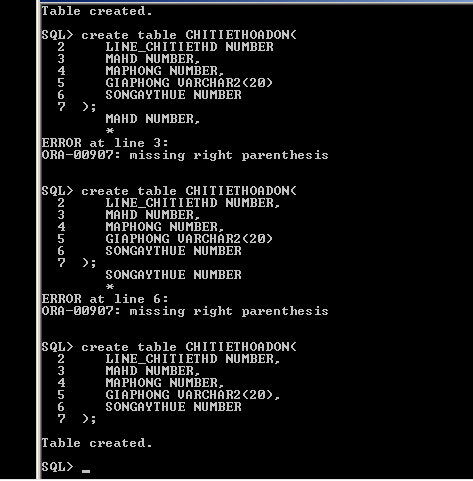 Table created.
SQL> create table CHITIETHOADON(
2 LINE_CHITIETHD NUMBER
3 MAHD NUMBER,
4 MAPHONG NUMBER,
5 GIAPHONG VARCHAR2(20)
6 SONGAYTHUE NUMBER
7 );
MAHD NUMBER,
*
ERROR at line 3:
ORA-00907: missing right parenthesis
SQL> create table CHITIETHOADON(
2 LINE_CHITIETHD NUMBER,
3 MAHD NUMBER,
4 MAPHONG NUMBER,
5 GIAPHONG VARCHAR2(20)
6 SONGAYTHUE NUMBER
7 );
SONGAYTHUE NUMBER
*
ERROR at line 6:
ORA-00907: missing right parenthesis
SQL> create table CHITIETHOADON(
2 LINE_CHITIETHD NUMBER,
3 MAHD NUMBER,
4 MAPHONG NUMBER,
5 GIAPHONG VARCHAR2(20),
6 SONGAYTHUE NUMBER
7 );
Table created.
SQL> _